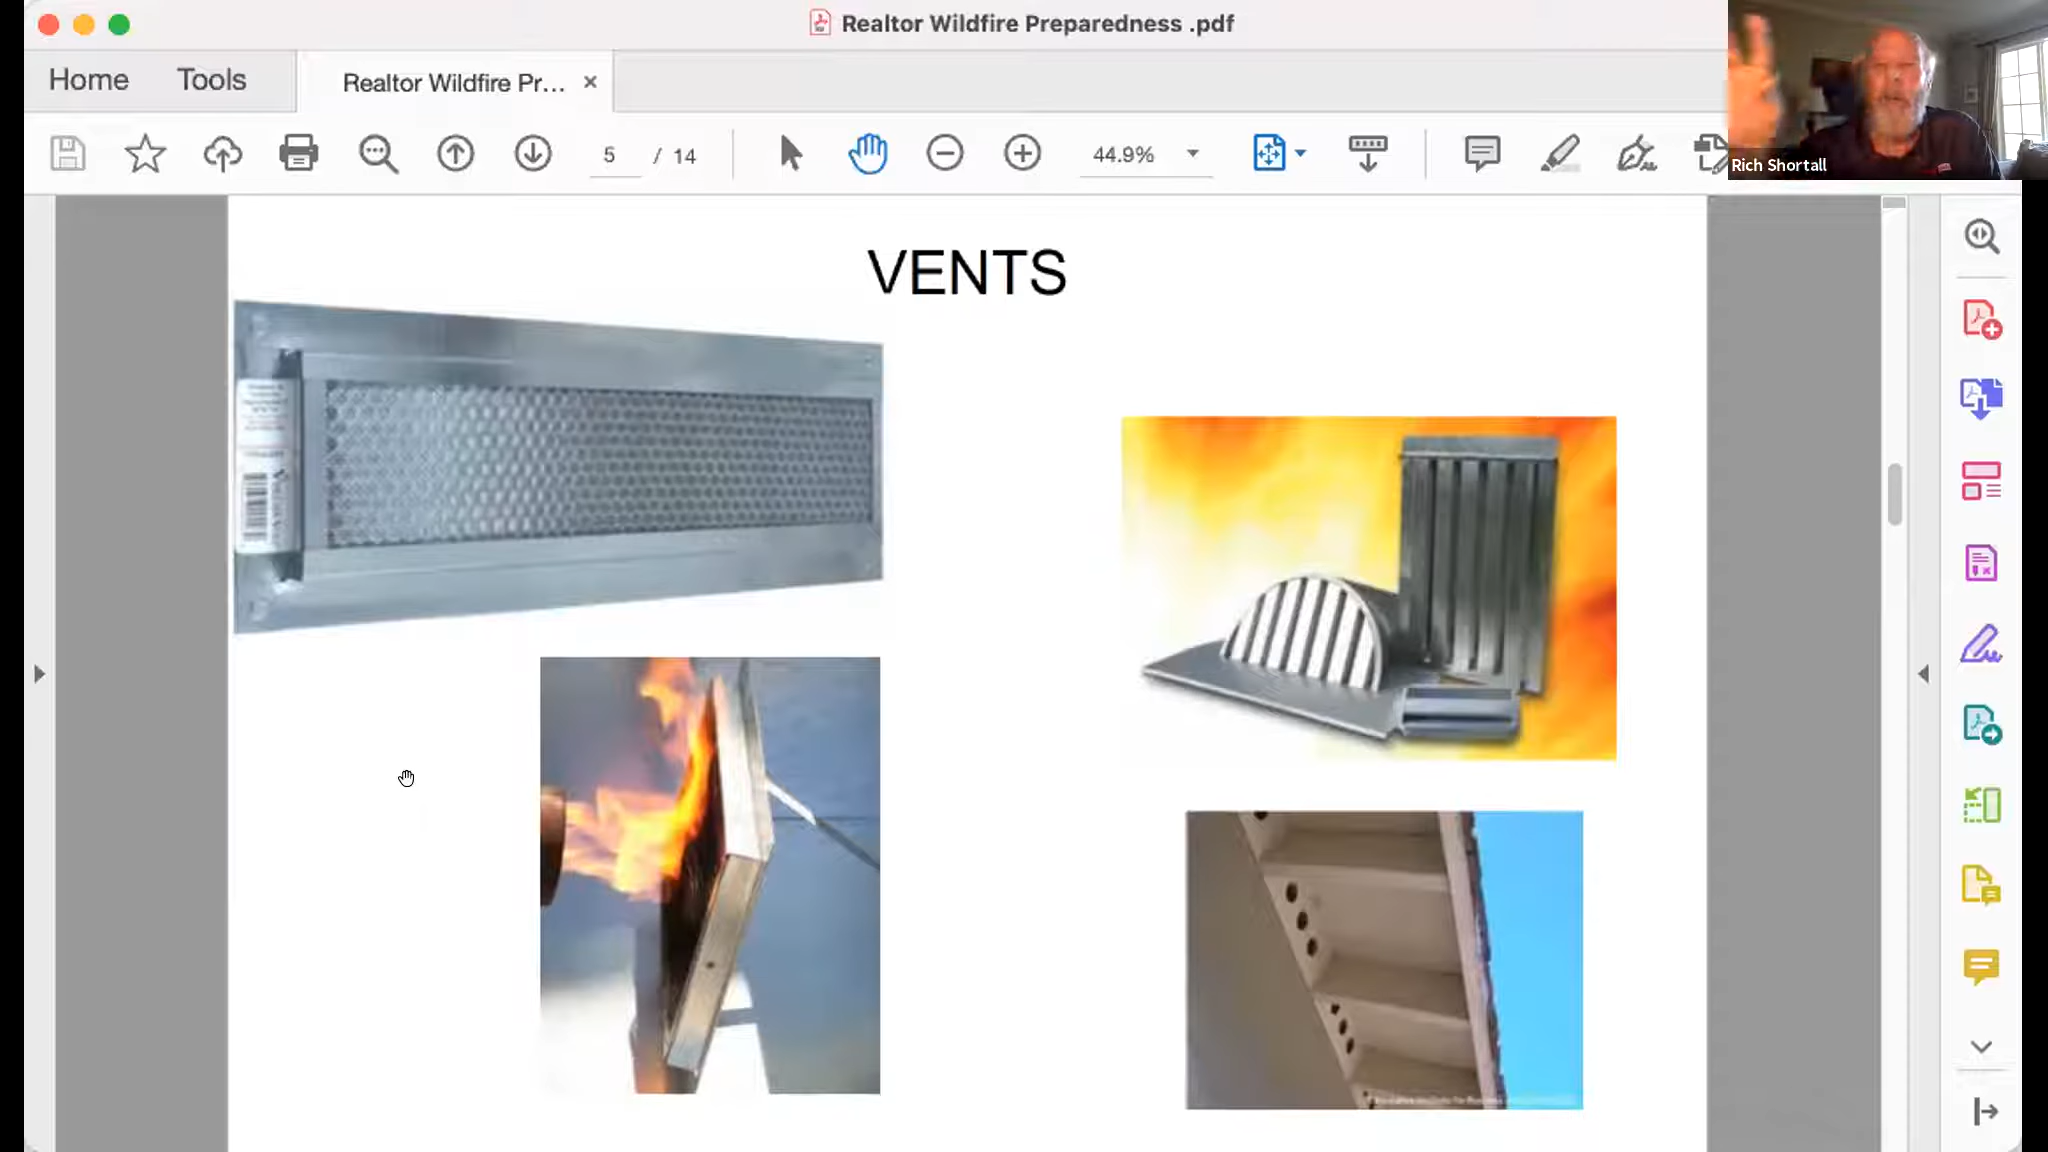 Realtor Wildfire Preparedness .pdf
Home
Tools
Realtor Wildfire Pr...
5 / 14
44.9%
Rich Shortall
VENTS